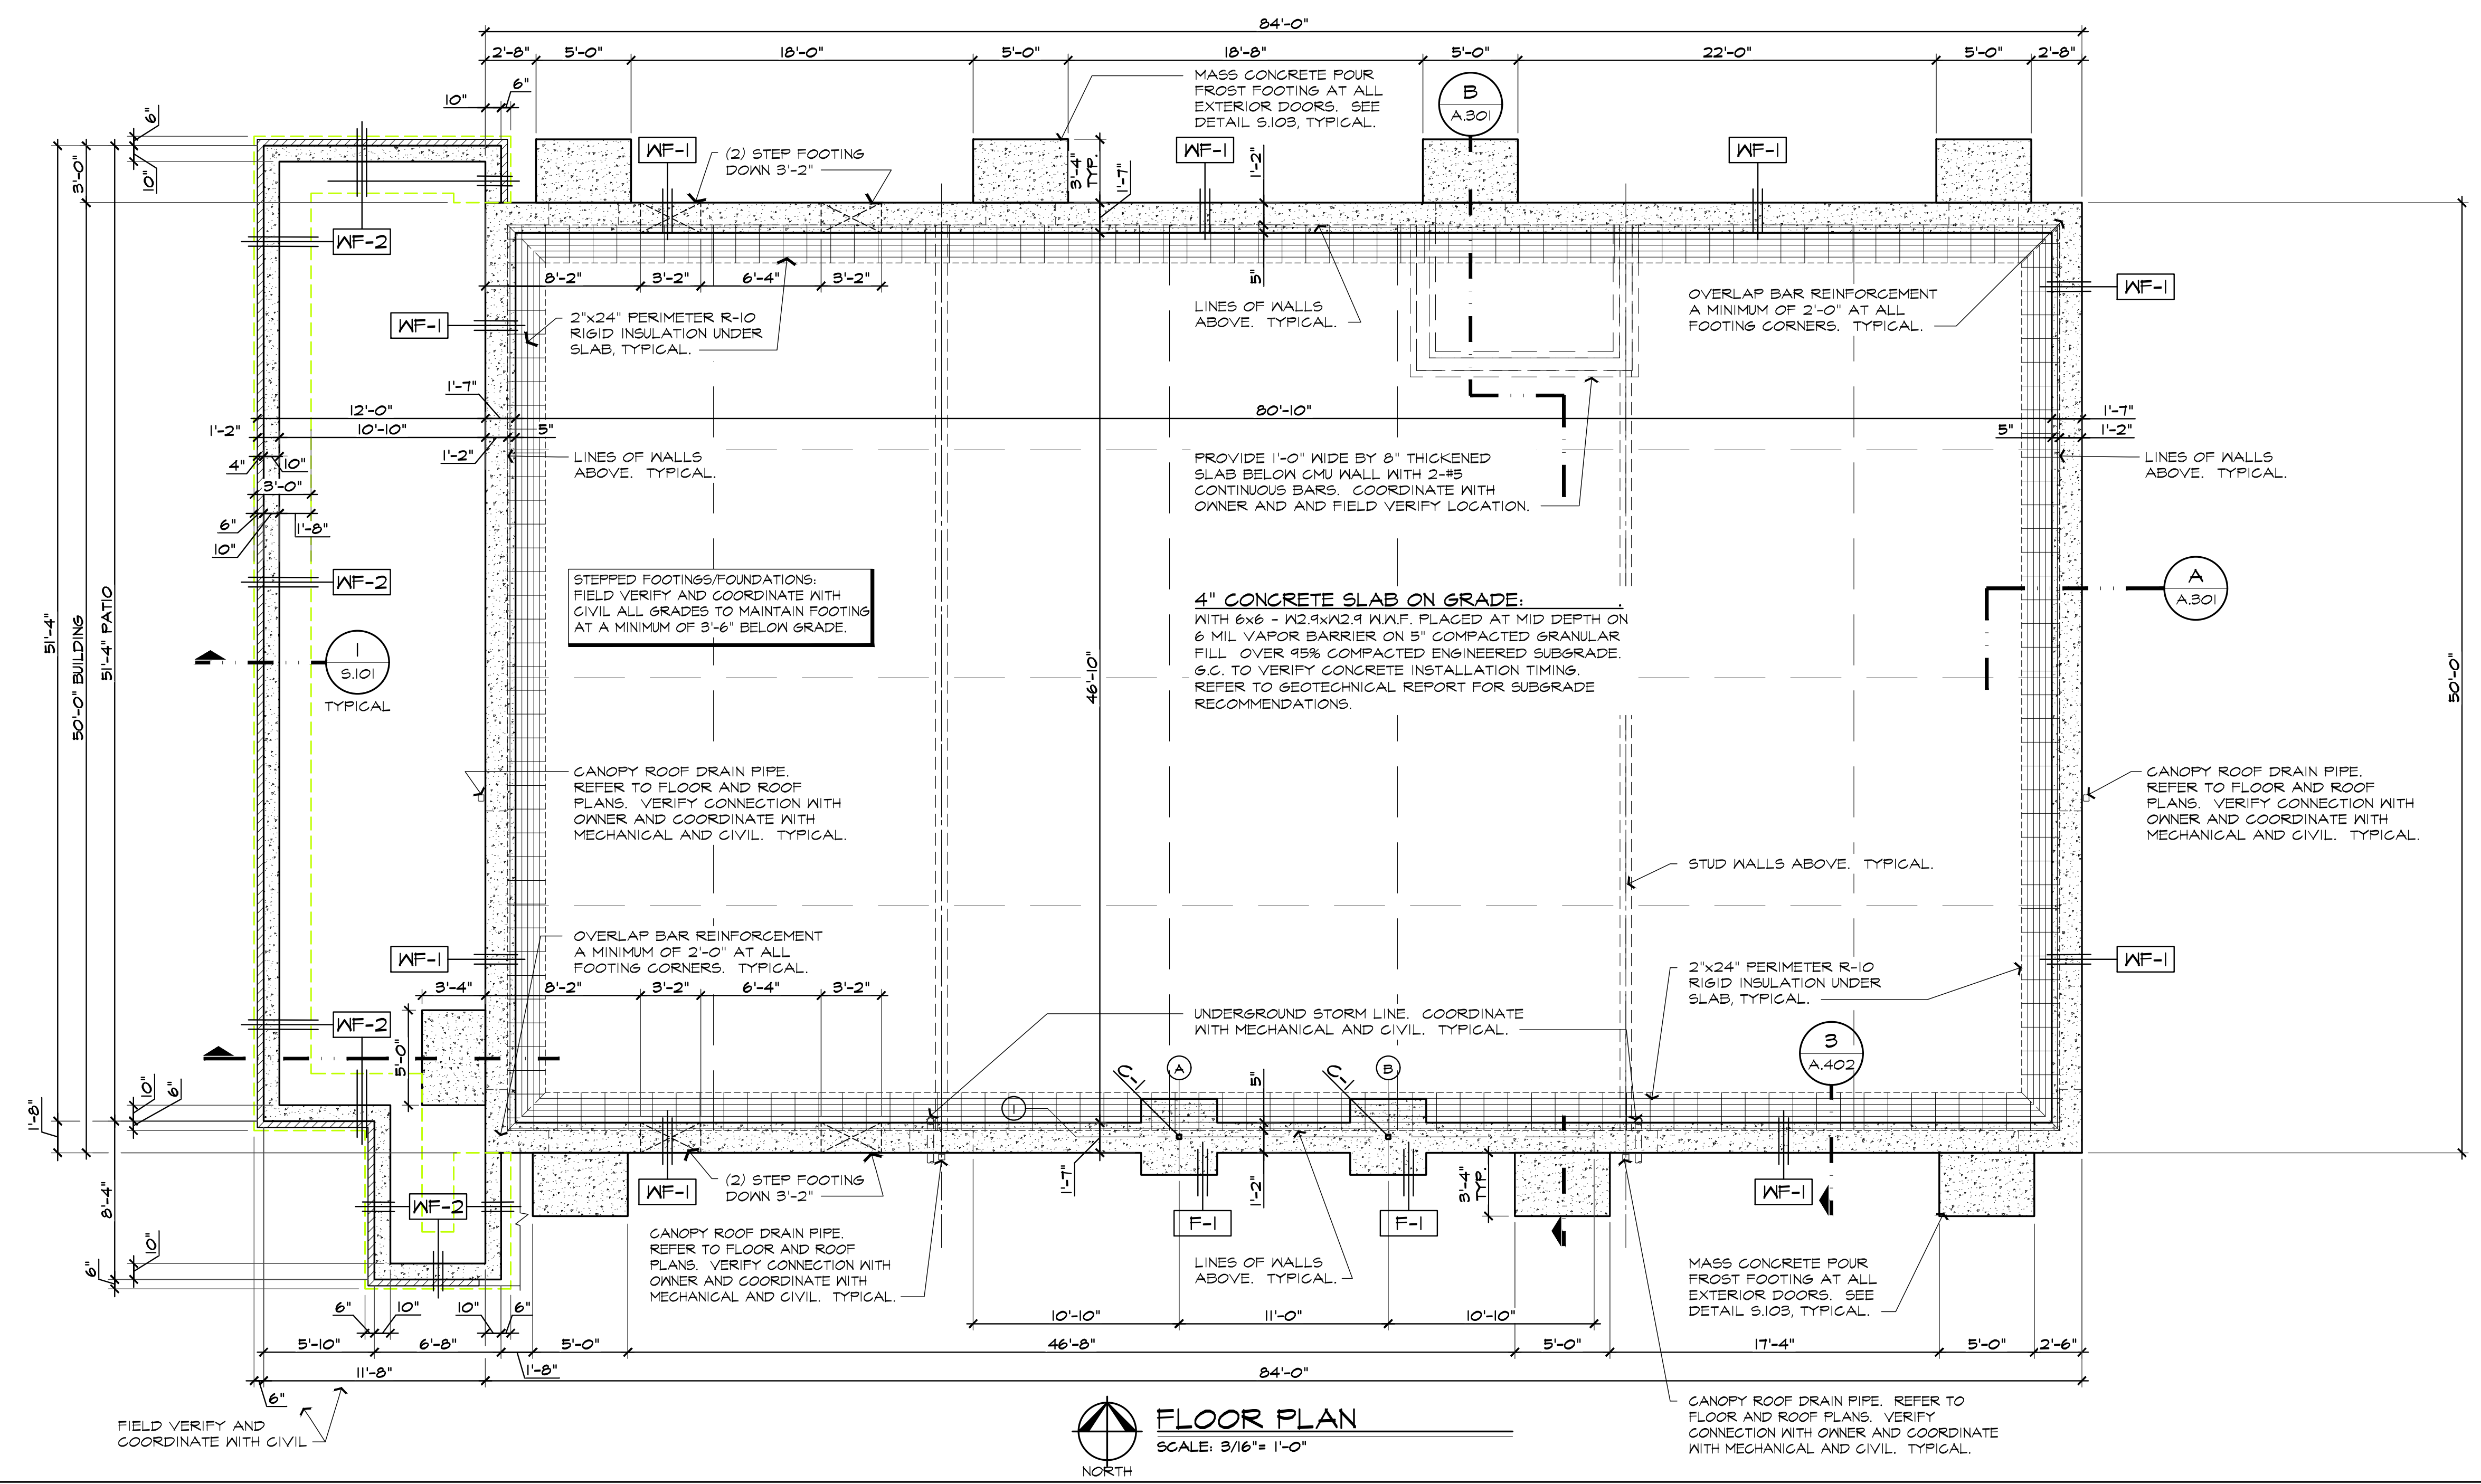 84'-0"
2'-8" 5'-0" 18'-0" 5'-0" 18'-8" 5'-0" 22'-0" 5'-0" 2'-8"
10" 6"
6"
10"
3'-0"
51'-4"
50'-0" BUILDING
51'-4" PATIO
MASS CONCRETE POUR
FROST FOOTING AT ALL
EXTERIOR DOORS. SEE
DETAIL S.103, TYPICAL.
B
A.301
WF-1
(2) STEP FOOTING
DOWN 3'-2"
3'-4"
TYP.
1'-7"
WF-1
1'-2"
WF-1
WF-2
8'-2" 3'-2" 6'-4" 3'-2"
5"
WF-1
WF-1
2"x24" PERIMETER R-10
RIGID INSULATION UNDER
SLAB, TYPICAL.
LINES OF WALLS
ABOVE. TYPICAL.
OVERLAP BAR REINFORCEMENT
A MINIMUM OF 2'-0" AT ALL
FOOTING CORNERS. TYPICAL.
1'-7"
12'-0" 80'-10" 1'-7"
1'-2" 10'-10" 5" 5" 1'-2"
1'-2"
4" 10"
3'-0"
6" 1'-8"
10"
LINES OF WALLS
ABOVE. TYPICAL.
PROVIDE 1'-0" WIDE BY 8" THICKENED
SLAB BELOW CMU WALL WITH 2-#5
CONTINUOUS BARS. COORDINATE WITH
OWNER AND AND FIELD VERIFY LOCATION.
LINES OF WALLS
ABOVE. TYPICAL.
WF-2
STEPPED FOOTINGS/FOUNDATIONS:
FIELD VERIFY AND COORDINATE WITH
CIVIL ALL GRADES TO MAINTAIN FOOTING
AT A MINIMUM OF 3'-6" BELOW GRADE.
4" CONCRETE SLAB ON GRADE:
WITH 6x6 - W2.9xW2.9 W.W.F. PLACED AT MID DEPTH ON
6 MIL VAPOR BARRIER ON 5" COMPACTED GRANULAR
FILL OVER 95% COMPACTED ENGINEERED SUBGRADE.
G.C. TO VERIFY CONCRETE INSTALLATION TIMING.
REFER TO GEOTECHNICAL REPORT FOR SUBGRADE
RECOMMENDATIONS.
A
A.301
1
S.101
TYPICAL
46'-10"
50'-0"
CANOPY ROOF DRAIN PIPE.
REFER TO FLOOR AND ROOF
PLANS. VERIFY CONNECTION WITH
OWNER AND COORDINATE WITH
MECHANICAL AND CIVIL. TYPICAL.
CANOPY ROOF DRAIN PIPE.
REFER TO FLOOR AND ROOF
PLANS. VERIFY CONNECTION WITH
OWNER AND COORDINATE WITH
MECHANICAL AND CIVIL. TYPICAL.
STUD WALLS ABOVE. TYPICAL.
OVERLAP BAR REINFORCEMENT
A MINIMUM OF 2'-0" AT ALL
FOOTING CORNERS. TYPICAL.
WF-1
WF-1
2"x24" PERIMETER R-10
RIGID INSULATION UNDER
SLAB, TYPICAL.
3'-4" 8'-2" 3'-2" 6'-4" 3'-2"
WF-2
5'-0"
UNDERGROUND STORM LINE. COORDINATE
WITH MECHANICAL AND CIVIL. TYPICAL.
3
A.402
C-1 A 5" C-1 B
1
10" 6"
1'-8"
8'-4"
10"
6"
WF-2
WF-1
(2) STEP FOOTING
DOWN 3'-2"
1'-7"
1'-2"
3'-4"
TYP.
WF-1
F-1
F-1
CANOPY ROOF DRAIN PIPE.
REFER TO FLOOR AND ROOF
PLANS. VERIFY CONNECTION WITH
OWNER AND COORDINATE WITH
MECHANICAL AND CIVIL. TYPICAL.
LINES OF WALLS
ABOVE. TYPICAL.
MASS CONCRETE POUR
FROST FOOTING AT ALL
EXTERIOR DOORS. SEE
DETAIL S.103, TYPICAL.
6" 10" 10" 6"
10'-10" 11'-0" 10'-10"
5'-10" 6'-8" 5'-0" 46'-8" 5'-0" 17'-4" 5'-0" 2'-6"
1'-8"
11'-8" 84'-0"
6"
FIELD VERIFY AND
COORDINATE WITH CIVIL
CANOPY ROOF DRAIN PIPE. REFER TO
FLOOR AND ROOF PLANS. VERIFY
CONNECTION WITH OWNER AND COORDINATE
WITH MECHANICAL AND CIVIL. TYPICAL.
FLOOR PLAN
SCALE: 3/16"= 1'-0"
NORTH